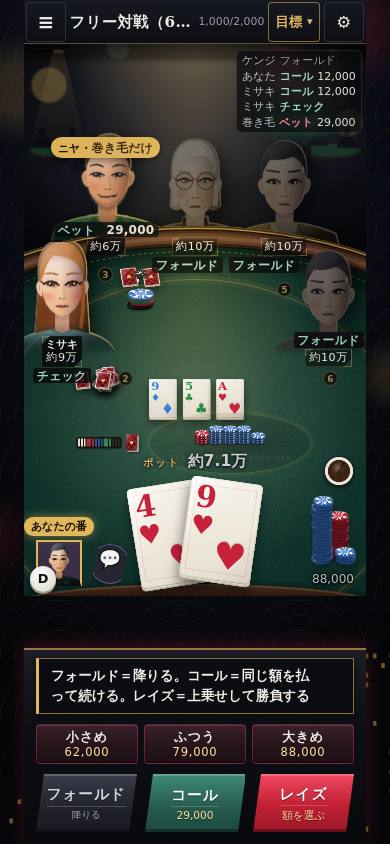 フリー対戦（6… 1,000/2,000 目標 ▾
ケンジ フォールド
あなた コール 12,000
ミサキ コール 12,000
ミサキ チェック
巻き毛 ベット 29,000
ニヤ・巻き毛だけ
ベット 29,000
約6万
約10万
約10万
フォールド
フォールド
3
5
ミサキ
約9万
チェック
2
フォールド
約10万
6
9
5
A
ポット 約7.1万
4
9
あなたの番
D
88,000
フォールド＝降りる。コール＝同じ額を払
って続ける。レイズ＝上乗せして勝負する
小さめ
62,000
ふつう
79,000
大きめ
88,000
フォールド
降りる
コール
29,000
レイズ
額を選ぶ